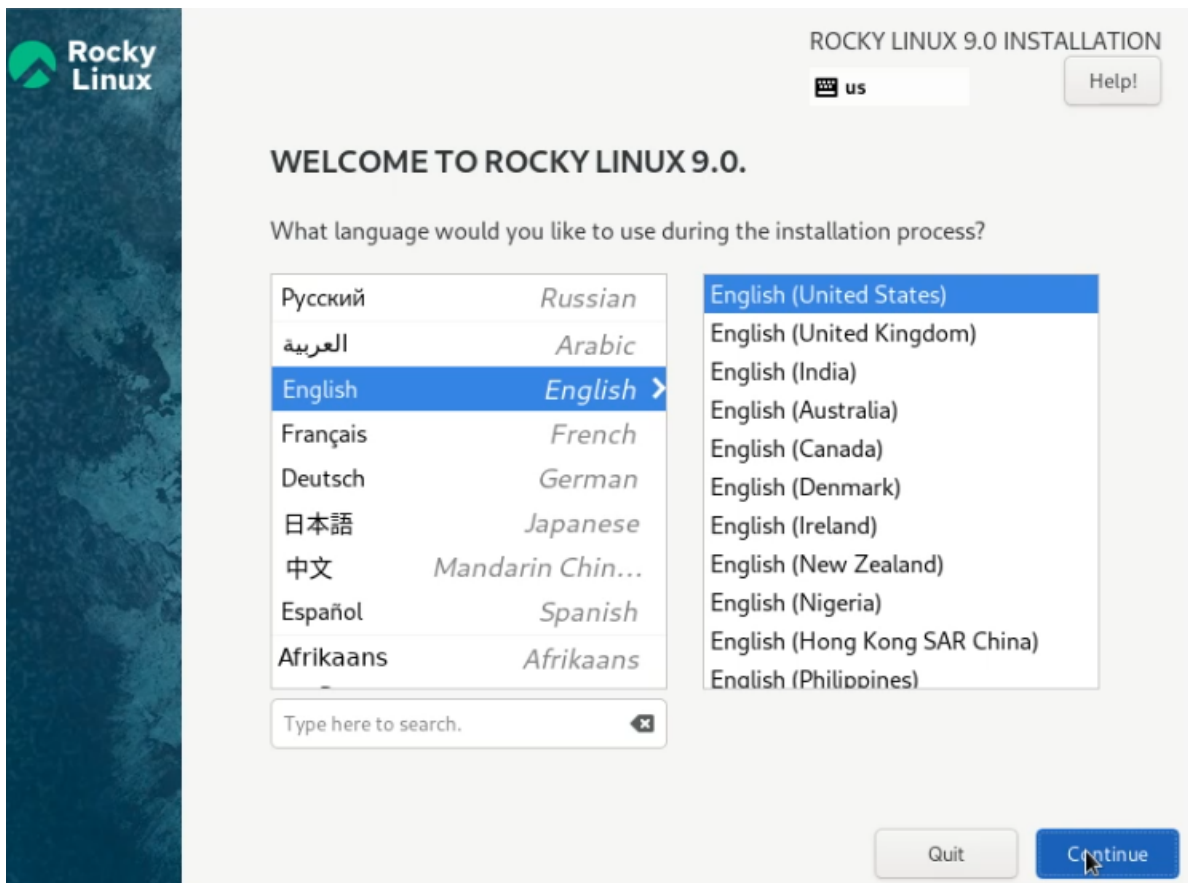 Rocky
Linux
ROCKY LINUX 9.0 INSTALLATION
us
Help!
WELCOME TO ROCKY LINUX 9.0.
What language would you like to use during the installation process?
Русский Russian
العربية Arabic
English English
Français French
Deutsch German
日本語 Japanese
中文 Mandarin Chin...
Español Spanish
Afrikaans Afrikaans
Type here to search.
English (United States)
English (United Kingdom)
English (India)
English (Australia)
English (Canada)
English (Denmark)
English (Ireland)
English (New Zealand)
English (Nigeria)
English (Hong Kong SAR China)
English (Philippines)
Quit
Continue